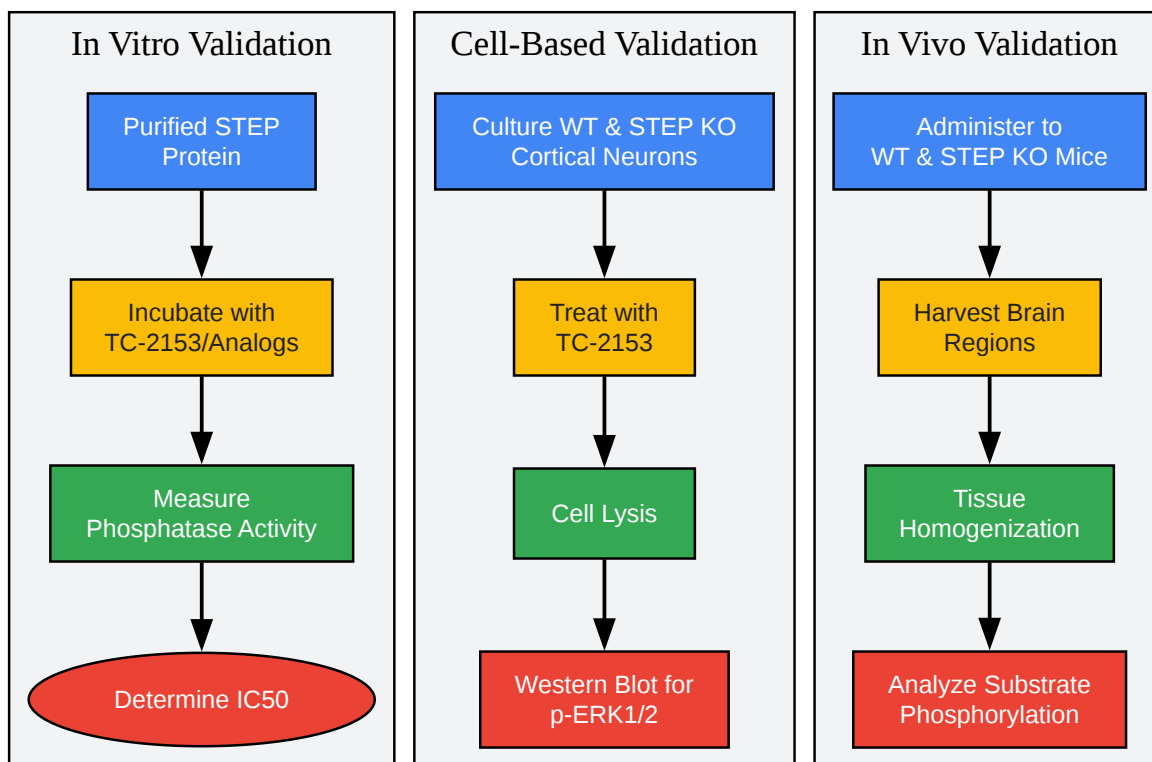 In Vitro Validation
Purified STEP
Protein
Incubate with
TC-2153/Analogs
Measure
Phosphatase Activity
Determine IC50
Cell-Based Validation
Culture WT & STEP KO
Cortical Neurons
Treat with
TC-2153
Cell Lysis
Western Blot for
p-ERK1/2
In Vivo Validation
Administer to
WT & STEP KO Mice
Harvest Brain
Regions
Tissue
Homogenization
Analyze Substrate
Phosphorylation